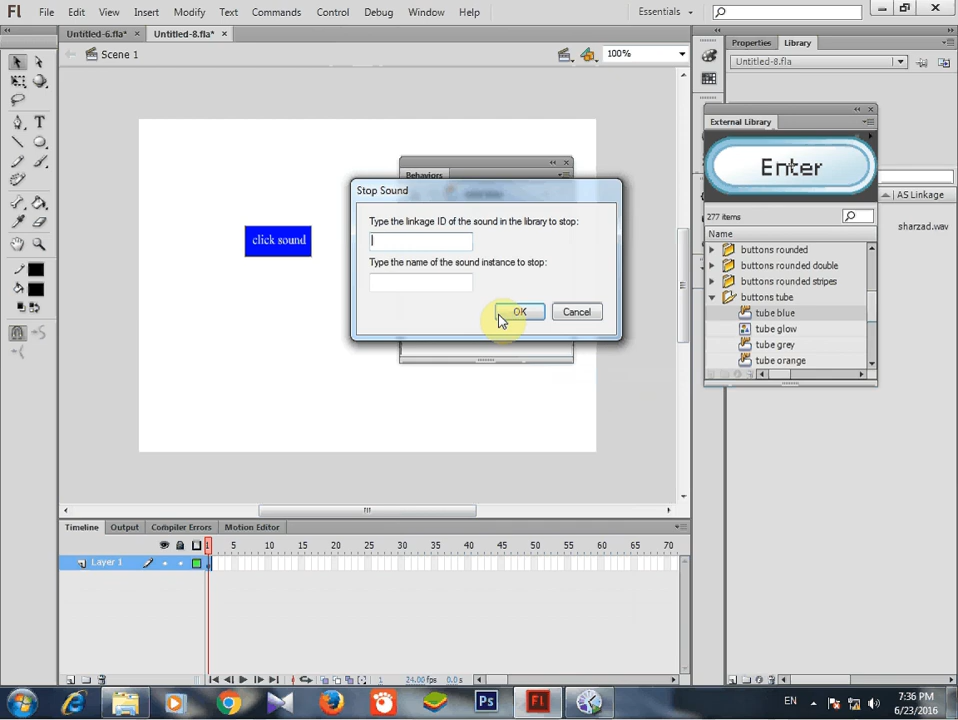 Fl File Edit View Insert Modify Text Commands Control Debug Window Help Essentials
Untitled-6.fla* × Untitled-8.fla* ×
Scene 1 100%
Properties Library
Untitled-8.fla
External Library
Enter
AS Linkage
sharzad.wav
277 items
Name
buttons rounded
buttons rounded double
buttons rounded stripes
buttons tube
tube blue
tube glow
tube grey
tube orange
Behaviors
Stop Sound
Type the linkage ID of the sound in the library to stop:
Type the name of the sound instance to stop:
OK Cancel
click sound
Timeline Output Compiler Errors Motion Editor
1 5 10 15 20 25 30 35 40 45 50 55 60 65 70
Layer 1
1 24.00 fps 0.0 s
Ps Fl
EN 7:36 PM
6/23/2016